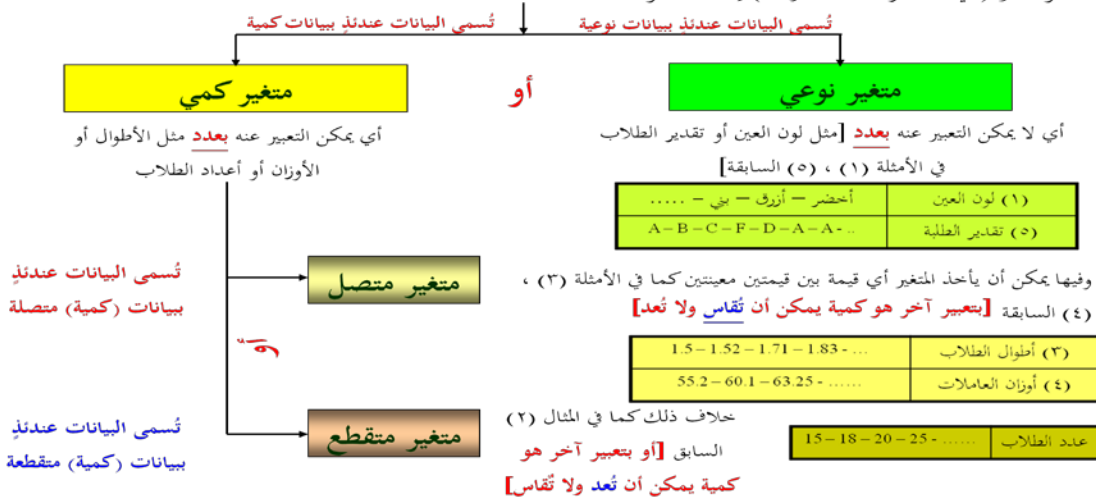 تُسمى البيانات عندئذٍ ببيانات نوعية
تُسمى البيانات عندئذٍ ببيانات كمية
متغير نوعي
أو
متغير كمي
أي لا يمكن التعبير عنه بعدد [مثل لون العين أو تقدير الطلاب
في الأمثلة (١) ، (٥) السابقة]
(١) لون العين
أخضر – أزرق – بني – .....
(٥) تقدير الطلبة
A – B – C – F – D – A – A - ..
أي يمكن التعبير عنه بعدد مثل الأطوال أو
الأوزان أو أعداد الطلاب
وفيها يمكن أن يأخذ المتغير أي قيمة بين قيمتين معينتين كما في الأمثلة (٣) ،
(٤) السابقة [بتعبير آخر هو كمية يمكن أن تُقاس ولا تُعد]
متغير متصل
تُسمى البيانات عندئذٍ
ببيانات (كمية) متصلة
(٣) أطوال الطلاب
1.5 – 1.52 – 1.71 – 1.83 - ...
(٤) أوزان العاملات
55.2 – 60.1 – 63.25 - ......
أو
عدد الطلاب
15 – 18 – 20 – 25 - ......
خلاف ذلك كما في المثال (٢)
السابق [أو بتعبير آخر هو
كمية يمكن أن تُعد ولا تُقاس]
متغير متقطع
تُسمى البيانات عندئذٍ
ببيانات (كمية) متقطعة